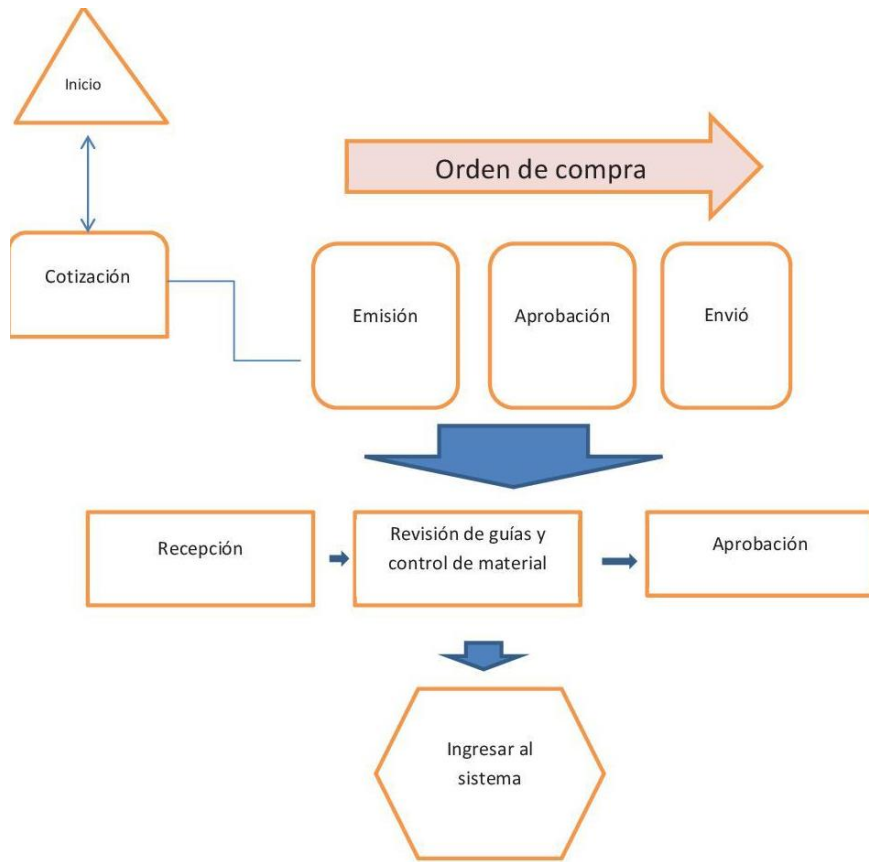 Inicio
Orden de compra
Cotización
Emisión
Aprobación
Envió
Recepción
Revisión de guías y
control de material
Aprobación
Ingresar al
sistema